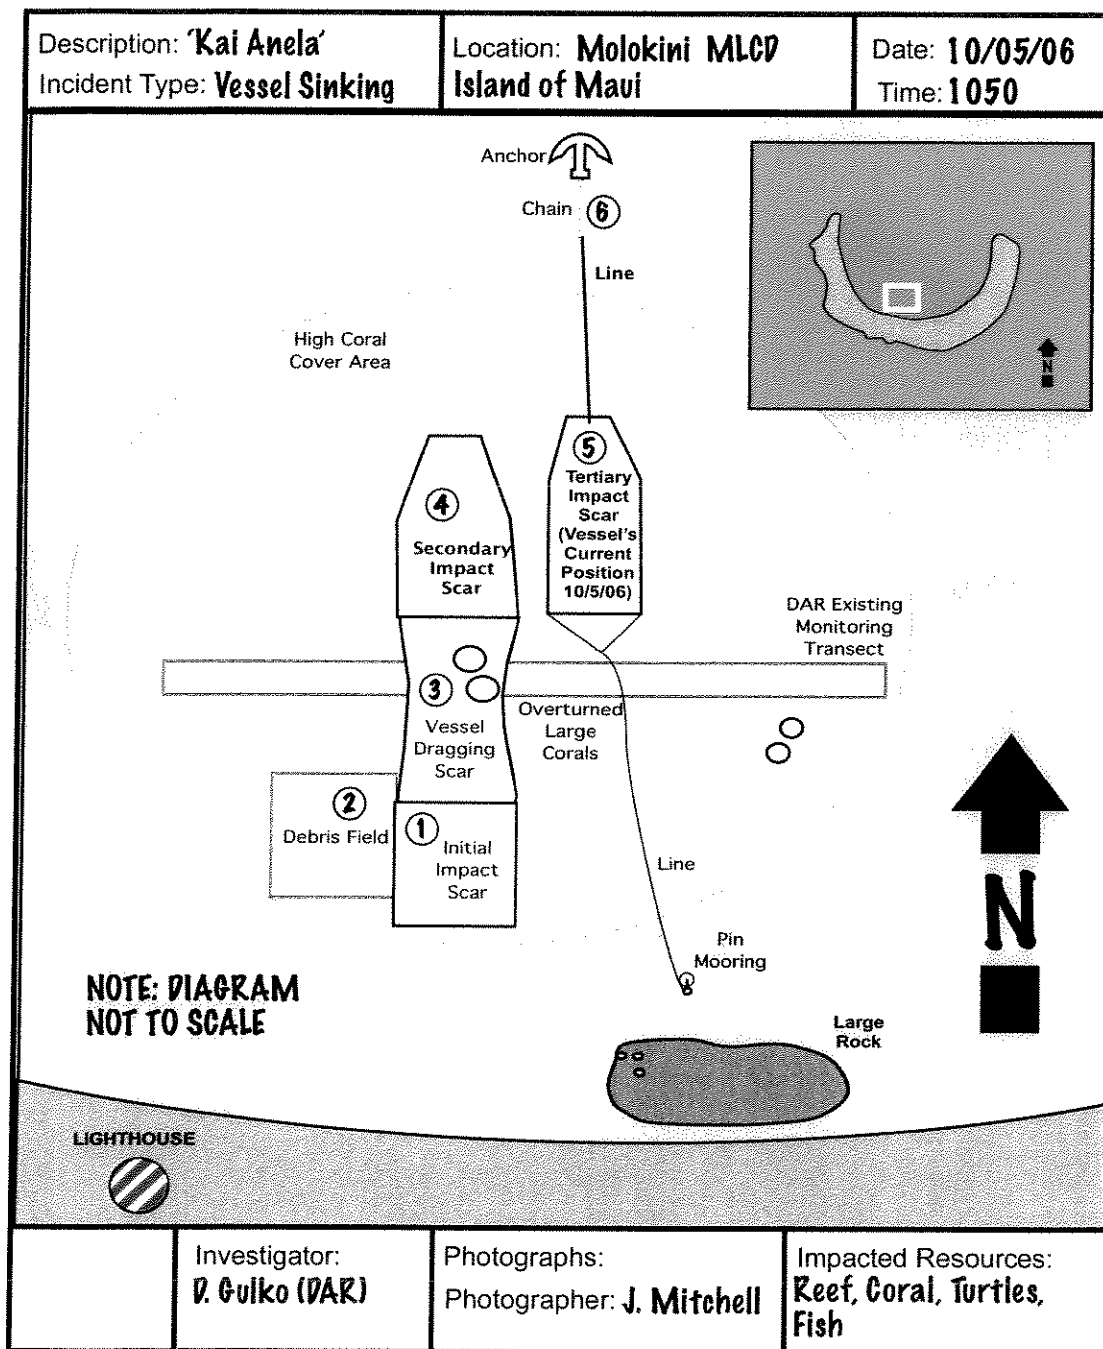 Description: 'Kai Anela'
Incident Type: Vessel Sinking
Location: Molokini MLCD
Island of Maui
Date: 10/05/06
Time: 1050
Anchor
Chain
6
Line
N
High Coral
Cover Area
5
Tertiary
Impact
Scar
(Vessel's
Current
Position
10/5/06)
4
Secondary
Impact
Scar
DAR Existing
Monitoring
Transect
3
Vessel
Dragging
Scar
Overturned
Large
Corals
2
Debris Field
1
Initial
Impact
Scar
Line
N
Pin
Mooring
NOTE: DIAGRAM
NOT TO SCALE
Large
Rock
LIGHTHOUSE
Investigator:
D. Gulko (DAR)
Photographs:
Photographer: J. Mitchell
Impacted Resources:
Reef, Coral, Turtles,
Fish